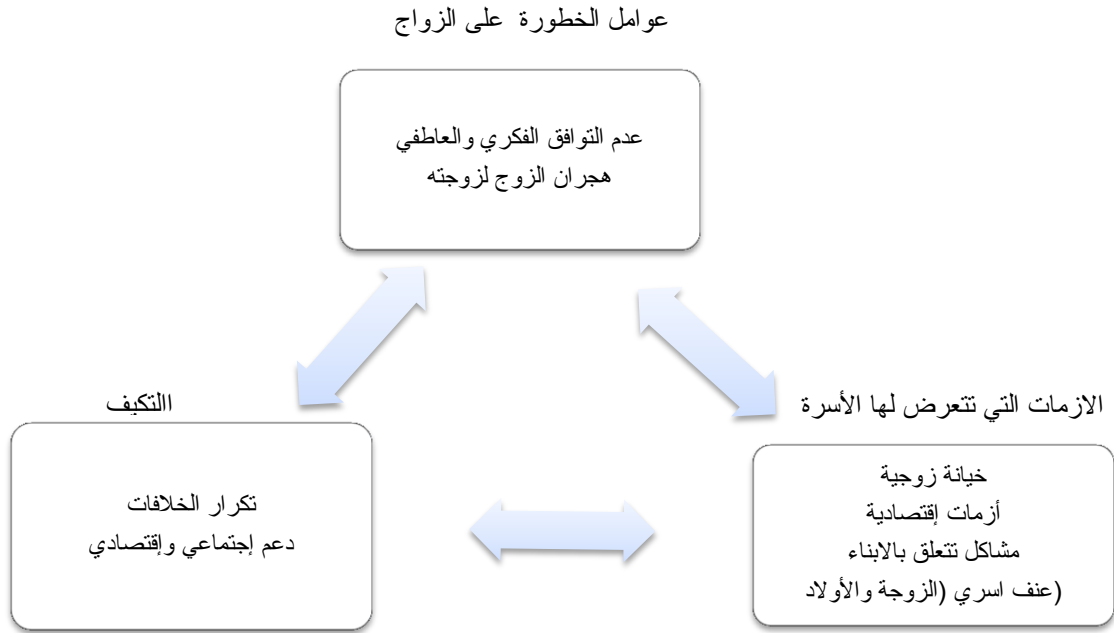 عوامل الخطورة على الزواج
عدم التوافق الفكري والعاطفي
هجران الزوج لزوجته
الازمات التي تتعرض لها الأسرة
خيانة زوجية
أزمات إقتصادية
مشاكل تتعلق بالابناء
(عنف اسري (الزوجة والأولاد
االتكيف
تكرار الخلافات
دعم إجتماعي وإقتصادي